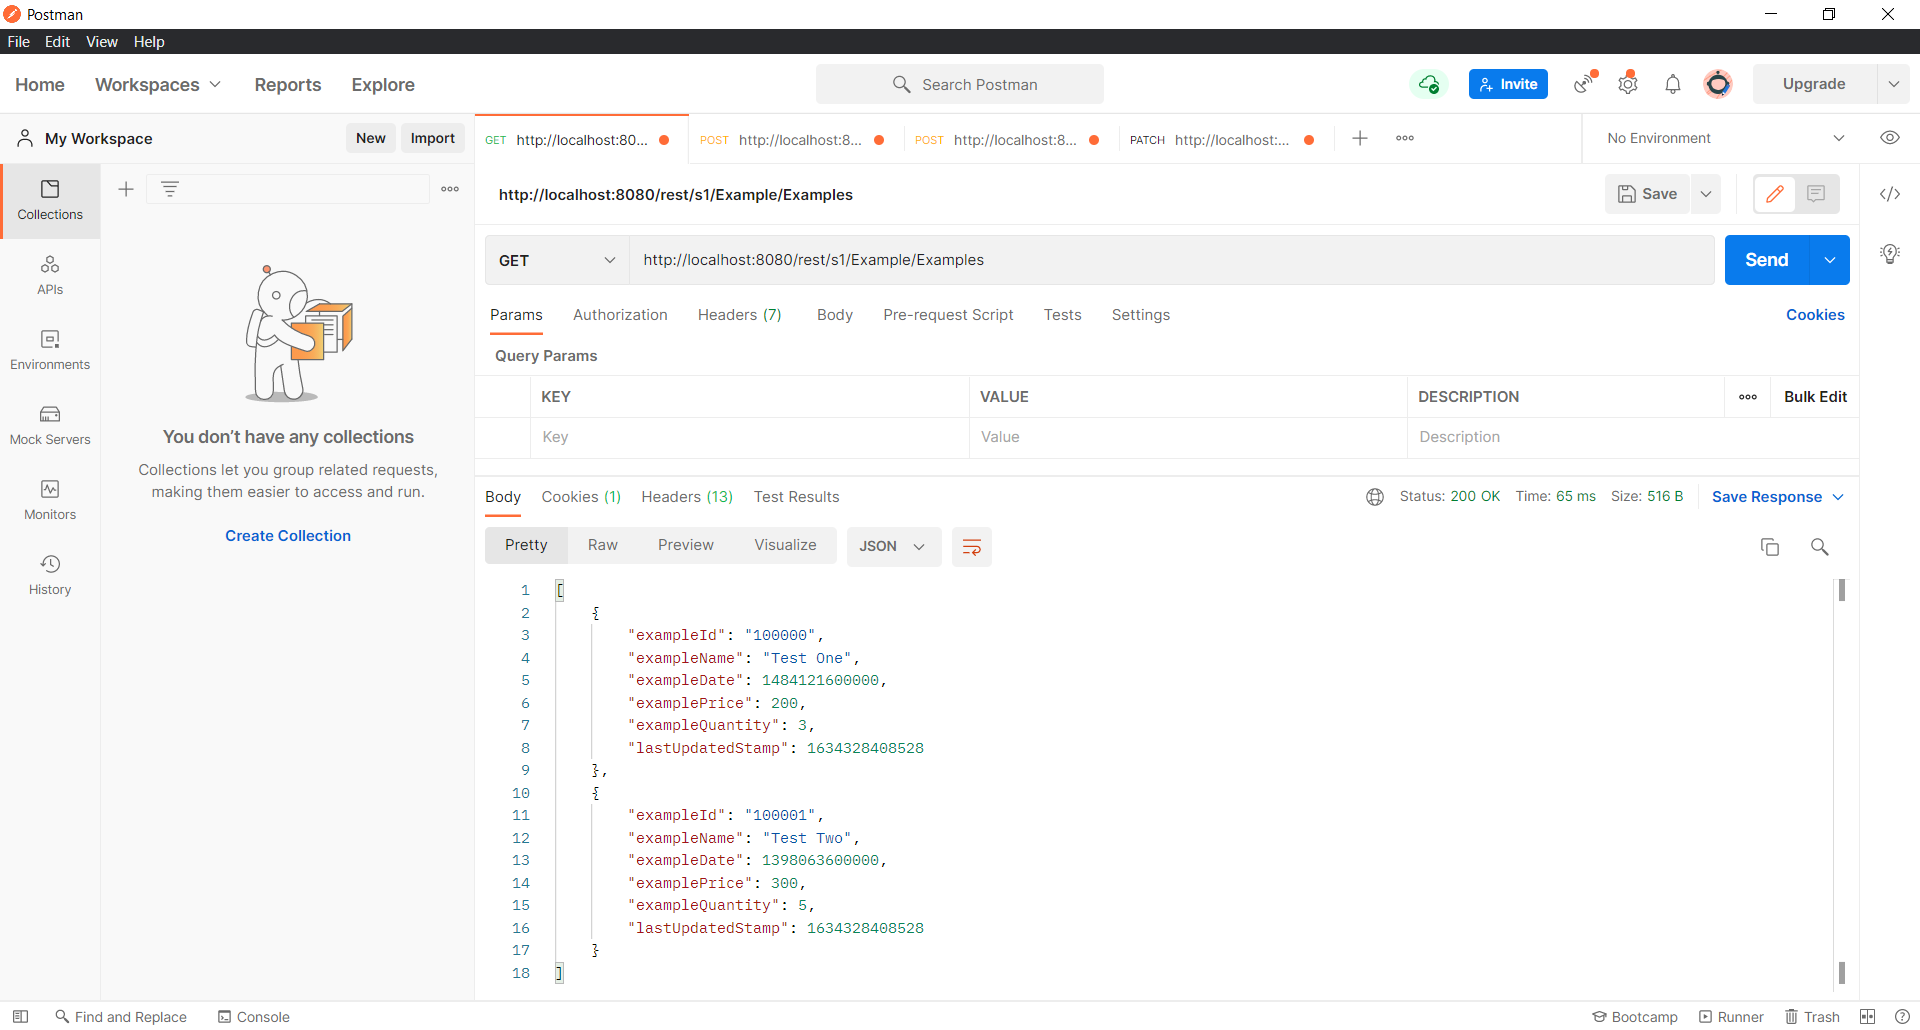 Postman
File Edit View Help
Home Workspaces Reports Explore Search Postman Invite Upgrade
My Workspace New Import
GET http://localhost:80... POST http://localhost:8... POST http://localhost:8... PATCH http://localhost:... No Environment
http://localhost:8080/rest/s1/Example/Examples Save
GET http://localhost:8080/rest/s1/Example/Examples Send
Params Authorization Headers (7) Body Pre-request Script Tests Settings Cookies
Query Params
KEY VALUE DESCRIPTION Bulk Edit
Key Value Description
Collections
APIs
Environments
Mock Servers
Monitors
History
You don’t have any collections
Collections let you group related requests,
making them easier to access and run.
Create Collection
Body Cookies (1) Headers (13) Test Results Status: 200 OK Time: 65 ms Size: 516 B Save Response
Pretty Raw Preview Visualize JSON
1 [
2 {
3 "exampleId": "100000",
4 "exampleName": "Test One",
5 "exampleDate": 1484121600000,
6 "examplePrice": 200,
7 "exampleQuantity": 3,
8 "lastUpdatedStamp": 1634328408528
9 },
10 {
11 "exampleId": "100001",
12 "exampleName": "Test Two",
13 "exampleDate": 1398063600000,
14 "examplePrice": 300,
15 "exampleQuantity": 5,
16 "lastUpdatedStamp": 1634328408528
17 }
18 ]
Find and Replace Console Bootcamp Runner Trash